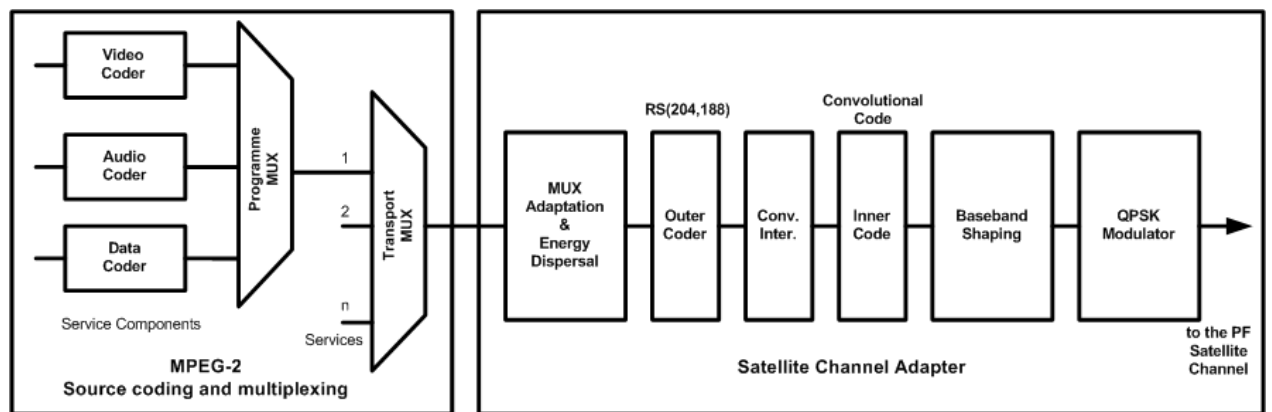 Video
Coder
Audio
Coder
Data
Coder
Service Components
Programme
MUX
1
2
n
Services
Transport
MUX
MPEG-2
Source coding and multiplexing
MUX
Adaptation
&
Energy
Dispersal
RS(204,188)
Outer
Coder
Conv.
Inter.
Convolutional
Code
Inner
Code
Baseband
Shaping
QPSK
Modulator
to the PF
Satellite
Channel
Satellite Channel Adapter